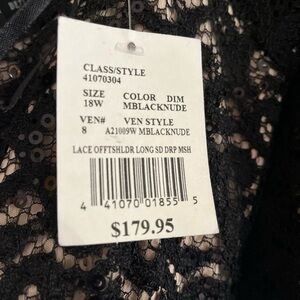 CLASS/STYLE
41070304
SIZE COLOR DIM
18W MBLACKNUDE
VEN# VEN STYLE
8 A21009W MBLACKNUDE
LACE OFFTSHLDR LONG SD DRP MSH
4 41070 01855 5
$179.95